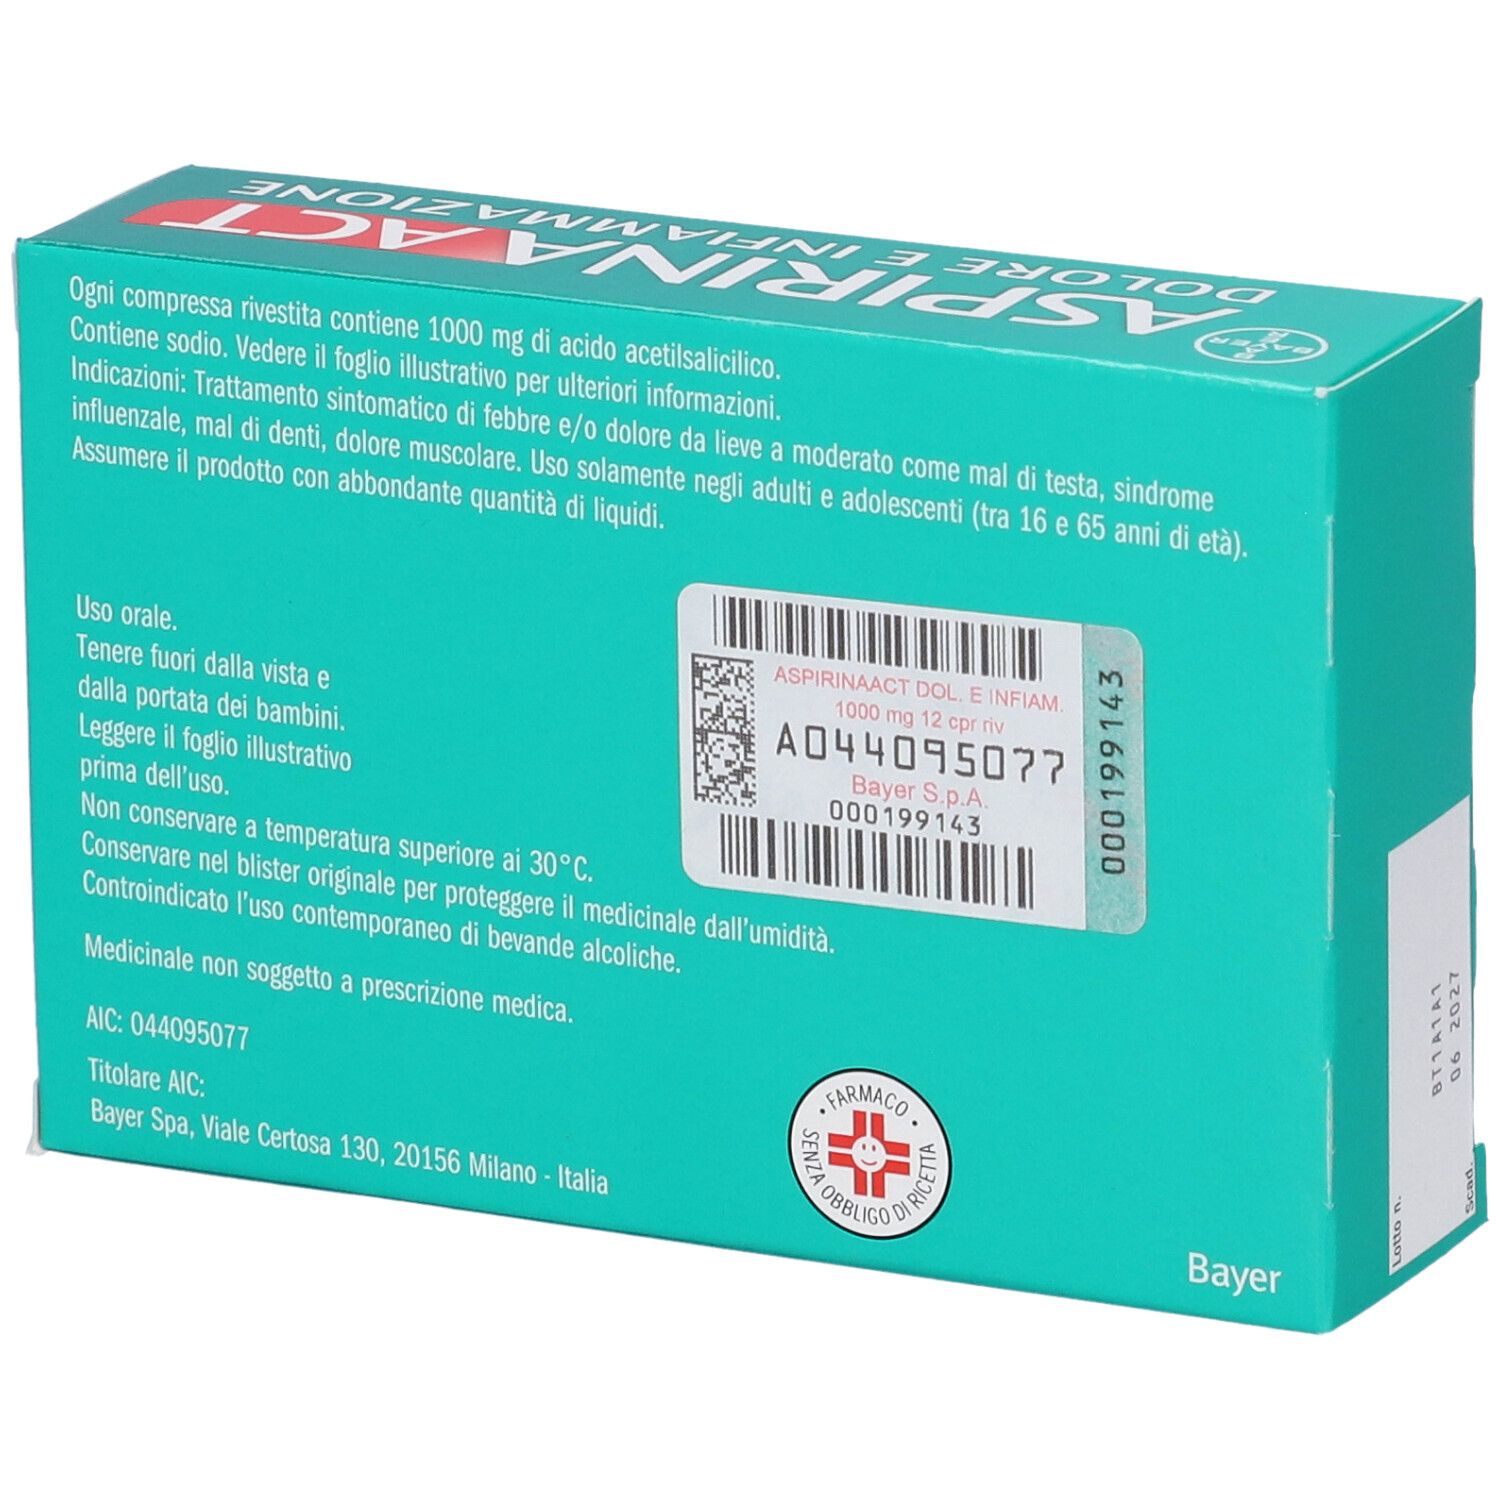 ASPIRINA ACT
DOLORE E INFIAMMAZIONE
BAYER
BAYER
Ogni compressa rivestita contiene 1000 mg di acido acetilsalicilico.
Contiene sodio. Vedere il foglio illustrativo per ulteriori informazioni.
Indicazioni: Trattamento sintomatico di febbre e/o dolore da lieve a moderato come mal di testa, sindrome
influenzale, mal di denti, dolore muscolare. Uso solamente negli adulti e adolescenti (tra 16 e 65 anni di età).
Assumere il prodotto con abbondante quantità di liquidi.
Uso orale.
Tenere fuori dalla vista e
dalla portata dei bambini.
Leggere il foglio illustrativo
prima dell'uso.
Non conservare a temperatura superiore ai 30°C.
Conservare nel blister originale per proteggere il medicinale dall'umidità.
Controindicato l'uso contemporaneo di bevande alcoliche.
Medicinale non soggetto a prescrizione medica.
AIC: 044095077
Titolare AIC:
Bayer Spa, Viale Certosa 130, 20156 Milano - Italia
ASPIRINAACT DOL. E INFIAM.
1000 mg 12 cpr riv
A044095077
Bayer S.p.A.
000199143
000199143
FARMACO
SENZA OBBLIGO DI RICETTA
Bayer
Lotto n.
BT1A1A1
Scad.
06 2027